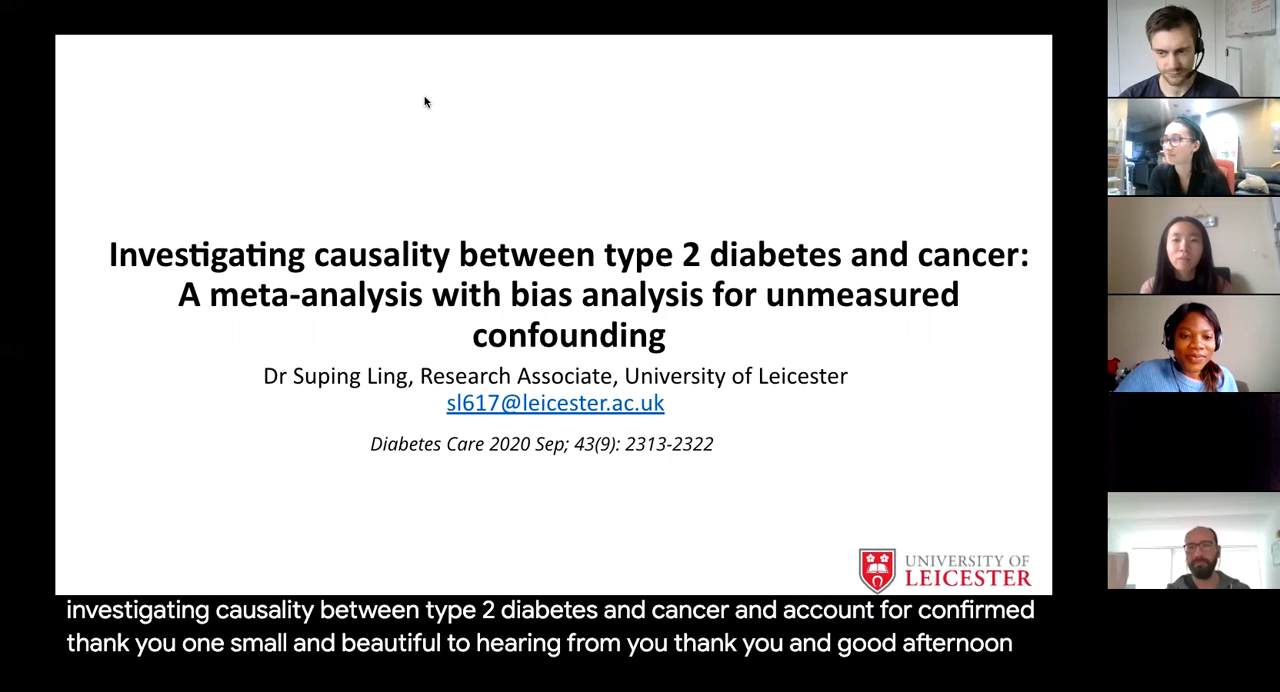 Investigating causality between type 2 diabetes and cancer:
A meta-analysis with bias analysis for unmeasured
confounding
Dr Suping Ling, Research Associate, University of Leicester
sl617@leicester.ac.uk
Diabetes Care 2020 Sep; 43(9): 2313-2322
UNIVERSITY OF
LEICESTER
investigating causality between type 2 diabetes and cancer and account for confirmed
thank you one small and beautiful to hearing from you thank you and good afternoon